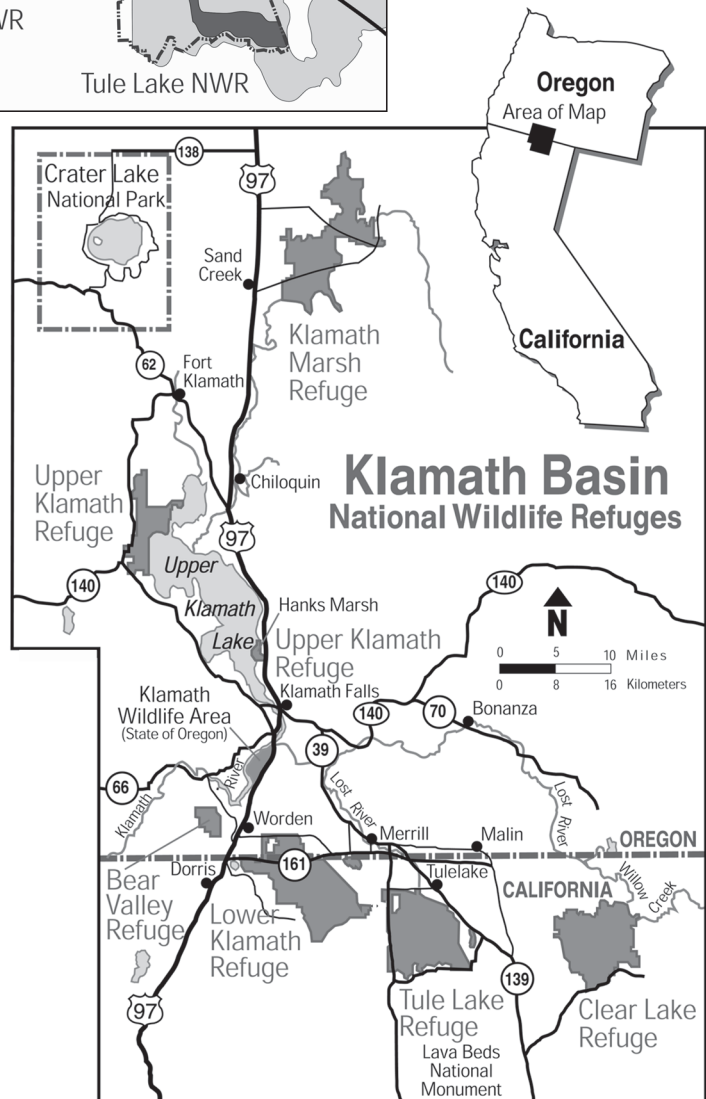 Tule Lake NWR
Oregon
Area of Map
California
138
97
Crater Lake
National Park
Sand
Creek
Klamath
Marsh
Refuge
62
Fort
Klamath
Chiloquin
Klamath Basin
National Wildlife Refuges
Upper
Klamath
Refuge
97
140
Upper
Klamath
Lake
140
N
0 5 10 Miles
0 8 16 Kilometers
Hanks Marsh
Upper Klamath
Refuge
Klamath Falls
Klamath
Wildlife Area
(State of Oregon)
140
70
Bonanza
39
66
Klamath
River
Lost River
Lost River
Worden
Merrill
Malin
OREGON
161
Dorris
Tulelake
CALIFORNIA
Willow
Creek
Bear
Valley
Refuge
Lower
Klamath
Refuge
139
97
Tule Lake
Refuge
Clear Lake
Refuge
Lava Beds
National
Monument